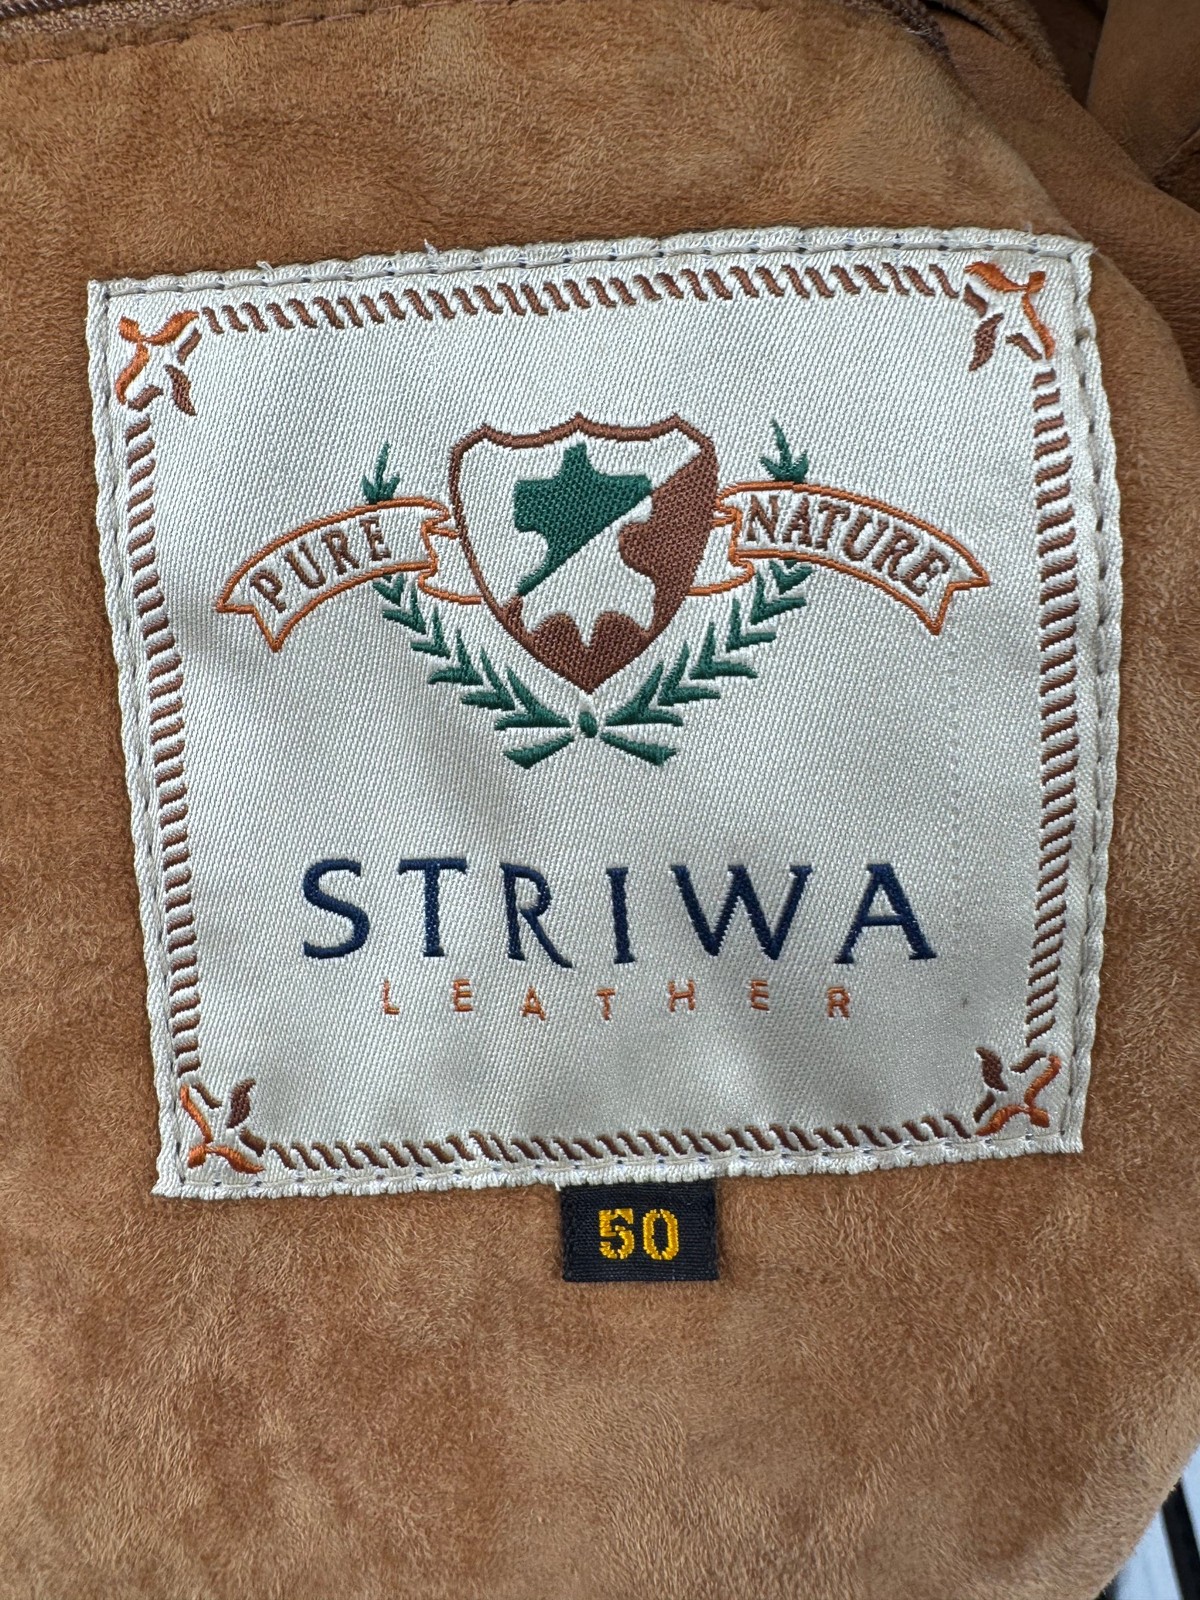 PURE NATURE
STRIWA
LEATHER
50